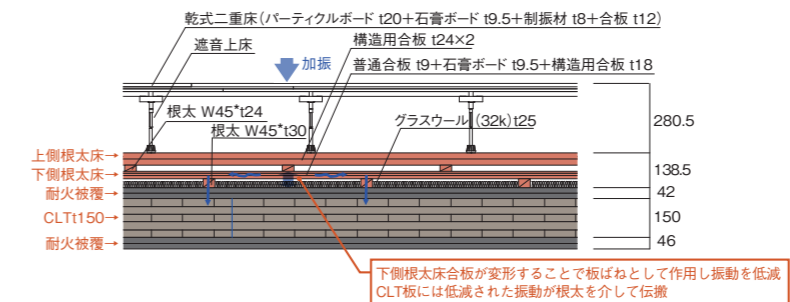 乾式二重床（パーティクルボード t20＋石膏ボード t9.5＋制振材 t8＋合板 t12）
遮音上床
構造用合板 t24×2
加振
普通合板 t9＋石膏ボード t9.5＋構造用合板 t18
根太 W45*t24
根太 W45*t30
グラスウール（32k）t25
280.5
上側根太床→
下側根太床→
138.5
耐火被覆→
42
CLTt150→
150
耐火被覆→
46
下側根太床合板が変形することで板ばねとして作用し振動を低減
CLT板には低減された振動が根太を介して伝搬